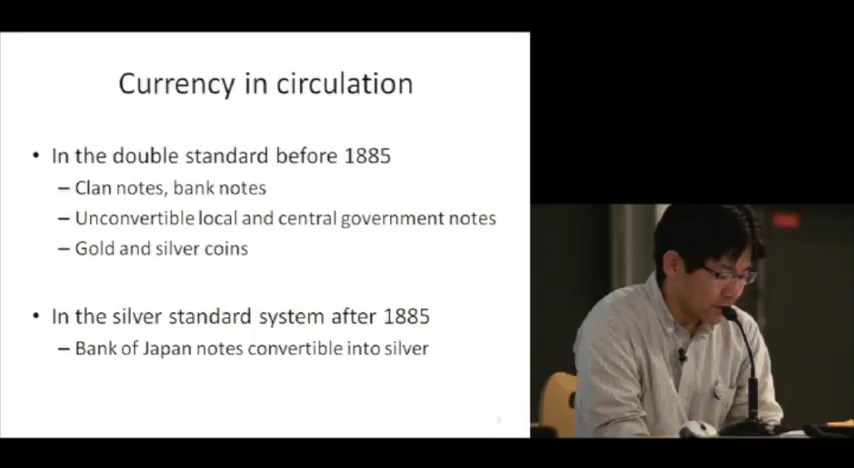 Currency in circulation
• In the double standard before 1885
– Clan notes, bank notes
– Unconvertible local and central government notes
– Gold and silver coins
• In the silver standard system after 1885
– Bank of Japan notes convertible into silver